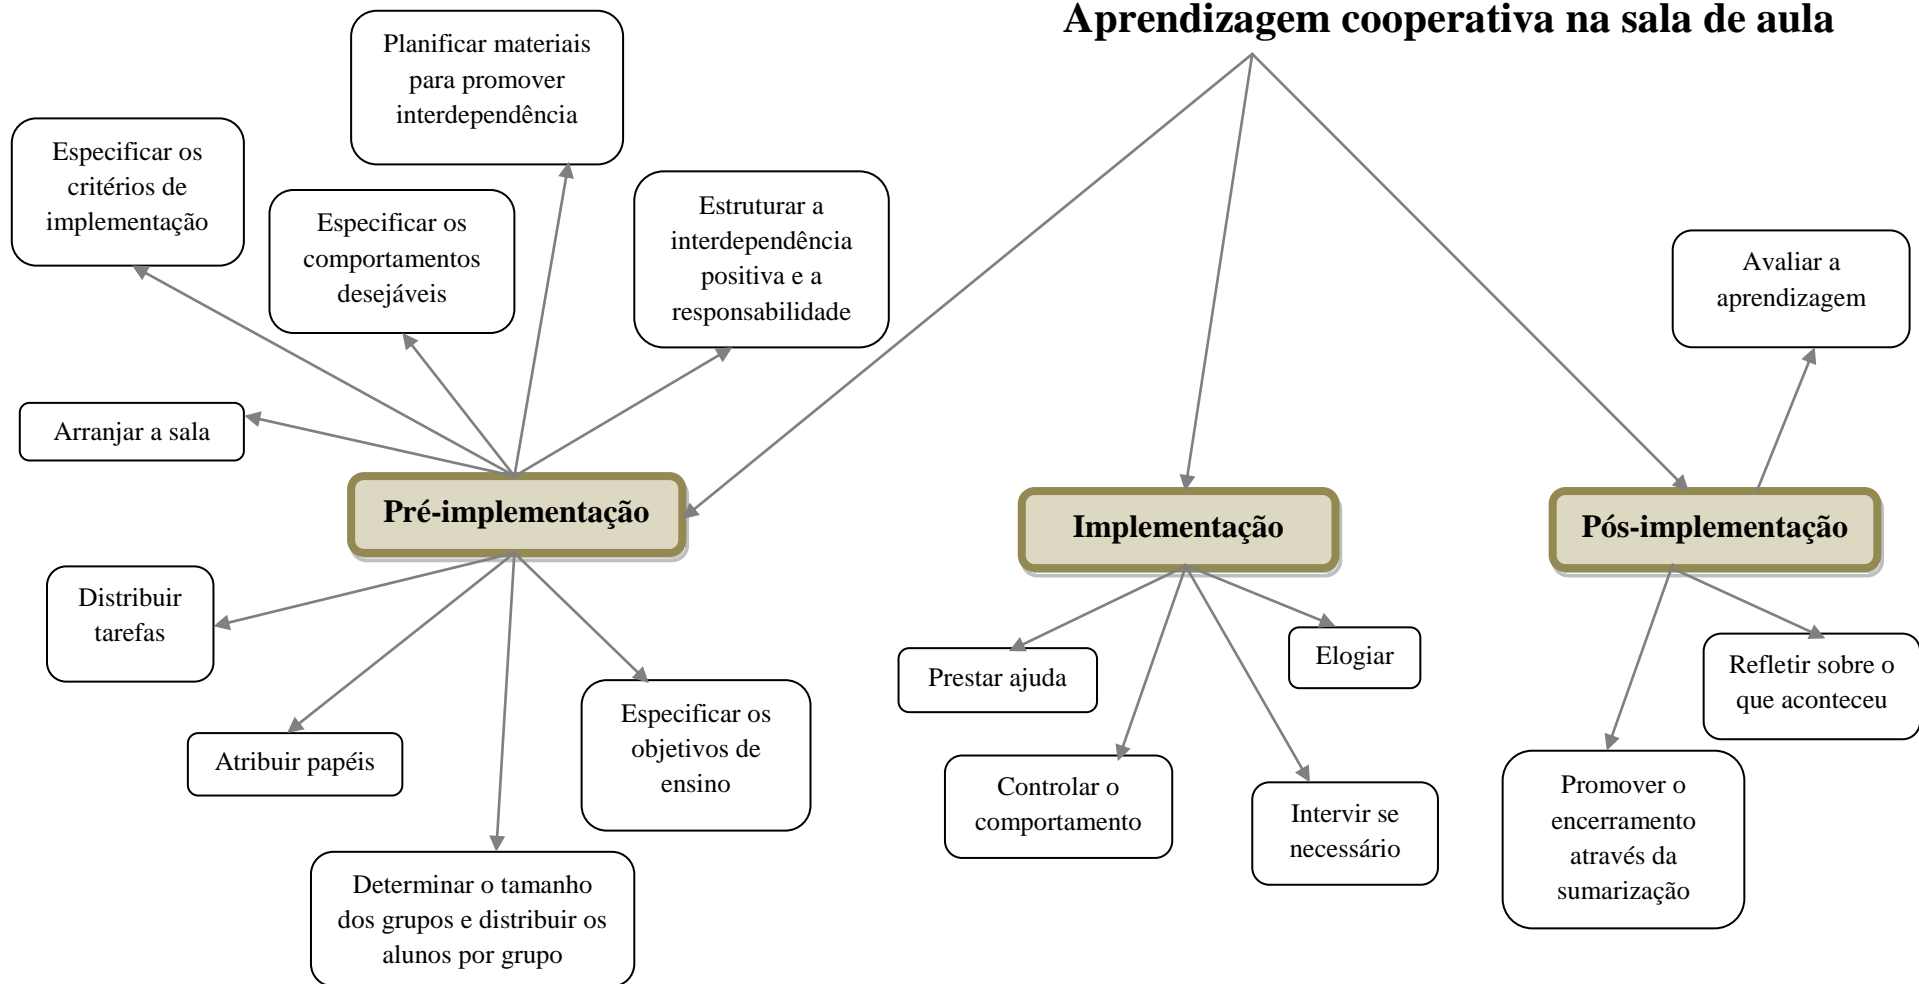 Aprendizagem cooperativa na sala de aula
Planificar materiais
para promover
interdependência
Especificar os
critérios de
implementação
Especificar os
comportamentos
desejáveis
Estruturar a
interdependência
positiva e a
responsabilidade
Avaliar a
aprendizagem
Arranjar a sala
Pré-implementação
Implementação
Pós-implementação
Distribuir
tarefas
Atribuir papéis
Especificar os
objetivos de
ensino
Determinar o tamanho
dos grupos e distribuir os
alunos por grupo
Prestar ajuda
Elogiar
Controlar o
comportamento
Intervir se
necessário
Refletir sobre o
que aconteceu
Promover o
encerramento
através da
sumarização